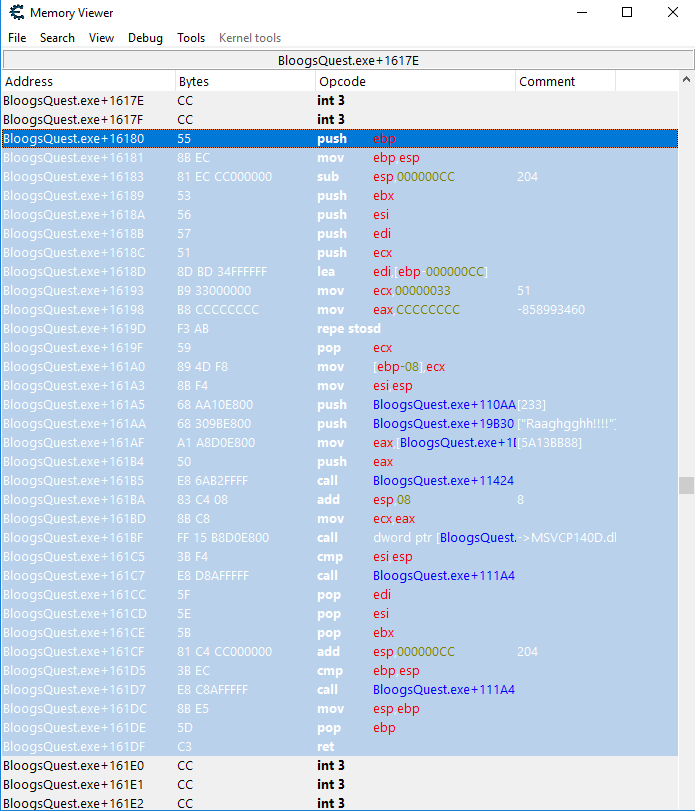 Memory Viewer
File Search View Debug Tools Kernel tools
BloogsQuest.exe+1617E
Address Bytes Opcode Comment
BloogsQuest.exe+1617E CC int 3
BloogsQuest.exe+1617F CC int 3
BloogsQuest.exe+16180 55 push ebp
BloogsQuest.exe+16181 8B EC mov ebp esp
BloogsQuest.exe+16183 81 EC CC000000 sub esp 000000CC 204
BloogsQuest.exe+16189 53 push ebx
BloogsQuest.exe+1618A 56 push esi
BloogsQuest.exe+1618B 57 push edi
BloogsQuest.exe+1618C 51 push ecx
BloogsQuest.exe+1618D 8D BD 34FFFFFF lea edi,[ebp-000000CC]
BloogsQuest.exe+16193 B9 33000000 mov ecx,00000033 51
BloogsQuest.exe+16198 B8 CCCCCCCC mov eax,CCCCCCCC -858993460
BloogsQuest.exe+1619D F3 AB repe stosd
BloogsQuest.exe+1619F 59 pop ecx
BloogsQuest.exe+161A0 89 4D F8 mov [ebp-08],ecx
BloogsQuest.exe+161A3 8B F4 mov esi esp
BloogsQuest.exe+161A5 68 AA10E800 push BloogsQuest.exe+110AA [233]
BloogsQuest.exe+161AA 68 309BE800 push BloogsQuest.exe+19B30 ["Raaghgghh!!!!"]
BloogsQuest.exe+161AF A1 A8D0E800 mov eax,[BloogsQuest.exe+1D [5A13BB88]
BloogsQuest.exe+161B4 50 push eax
BloogsQuest.exe+161B5 E8 6AB2FFFF call BloogsQuest.exe+11424
BloogsQuest.exe+161BA 83 C4 08 add esp 08 8
BloogsQuest.exe+161BD 8B C8 mov ecx eax
BloogsQuest.exe+161BF FF 15 B8D0E800 call dword ptr [BloogsQuest. ->MSVCP140D.dl
BloogsQuest.exe+161C5 3B F4 cmp esi esp
BloogsQuest.exe+161C7 E8 D8AFFFFF call BloogsQuest.exe+111A4
BloogsQuest.exe+161CC 5F pop edi
BloogsQuest.exe+161CD 5E pop esi
BloogsQuest.exe+161CE 5B pop ebx
BloogsQuest.exe+161CF 81 C4 CC000000 add esp 000000CC 204
BloogsQuest.exe+161D5 3B EC cmp ebp esp
BloogsQuest.exe+161D7 E8 C8AFFFFF call BloogsQuest.exe+111A4
BloogsQuest.exe+161DC 8B E5 mov esp ebp
BloogsQuest.exe+161DE 5D pop ebp
BloogsQuest.exe+161DF C3 ret
BloogsQuest.exe+161E0 CC int 3
BloogsQuest.exe+161E1 CC int 3
BloogsQuest.exe+161E2 CC int 3